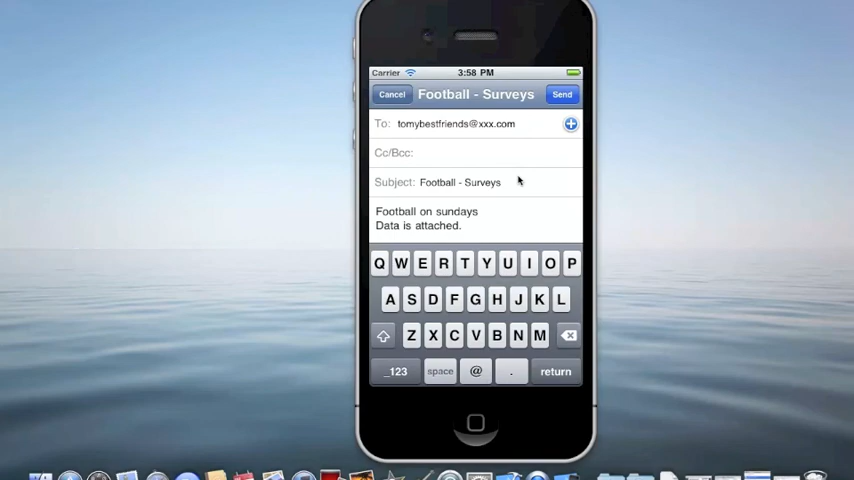 Carrier 3:58 PM
Cancel Football - Surveys Send
To: tomybestfriends@xxx.com
Cc/Bcc:
Subject: Football - Surveys
Football on sundays
Data is attached.
Q W E R T Y U I O P
A S D F G H J K L
Z X C V B N M
_123 space @ . return